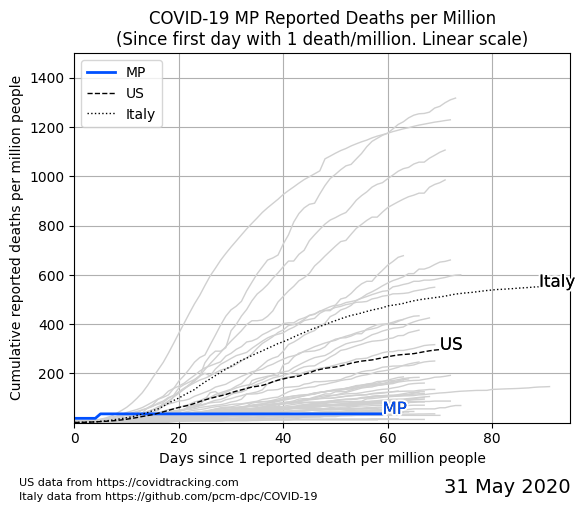 COVID-19 MP Reported Deaths per Million
(Since first day with 1 death/million. Linear scale)
Cumulative reported deaths per million people
1400
1200
1000
800
600
400
200
MP
US
Italy
Italy
US
MP
0
20
40
60
80
Days since 1 reported death per million people
US data from https://covidtracking.com
Italy data from https://github.com/pcm-dpc/COVID-19
31 May 2020